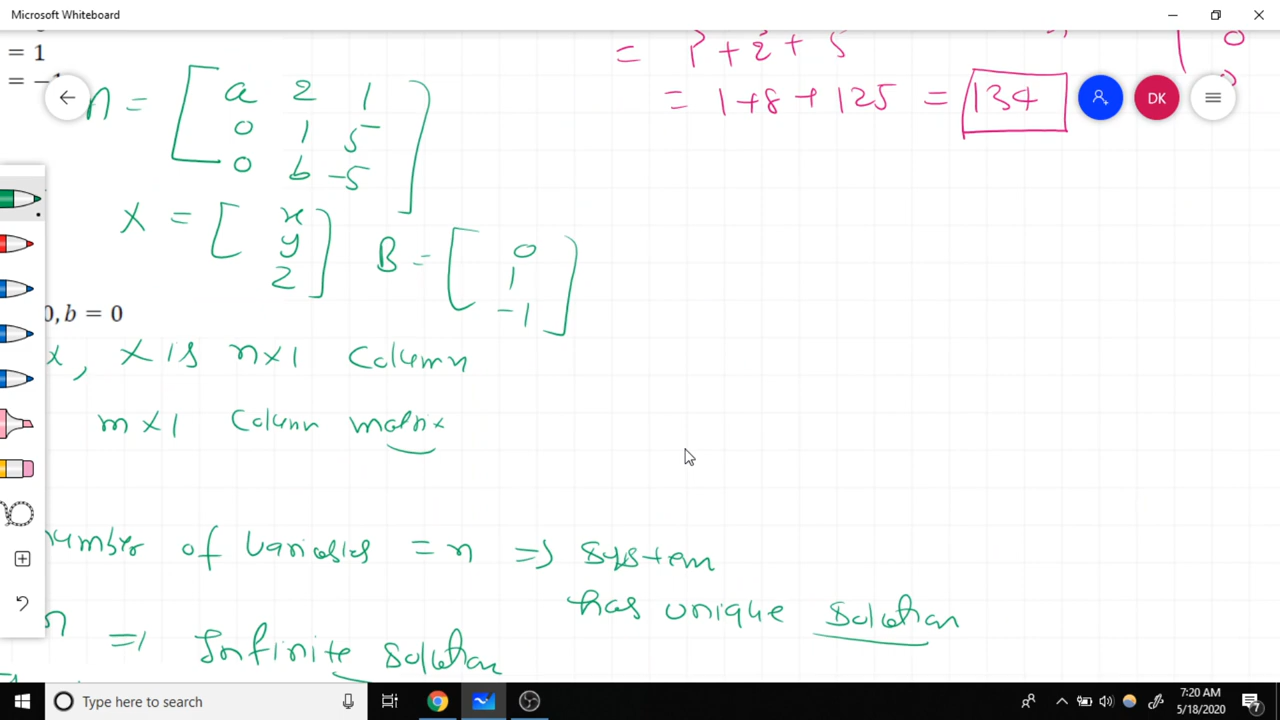 Microsoft Whiteboard
= 1
= 1 + 8 + 125 = 134
DK
A = [ a 2 1
0 1 5
0 b -5 ]
X = [ x
y
z ]
B = [ 0
1
-1 ]
0, b = 0
x, X is n×1 Column
m×1 Column matrix
number of variables = n => System
has unique Solution
n => Infinite Solution
Type here to search
7:20 AM
5/18/2020
7